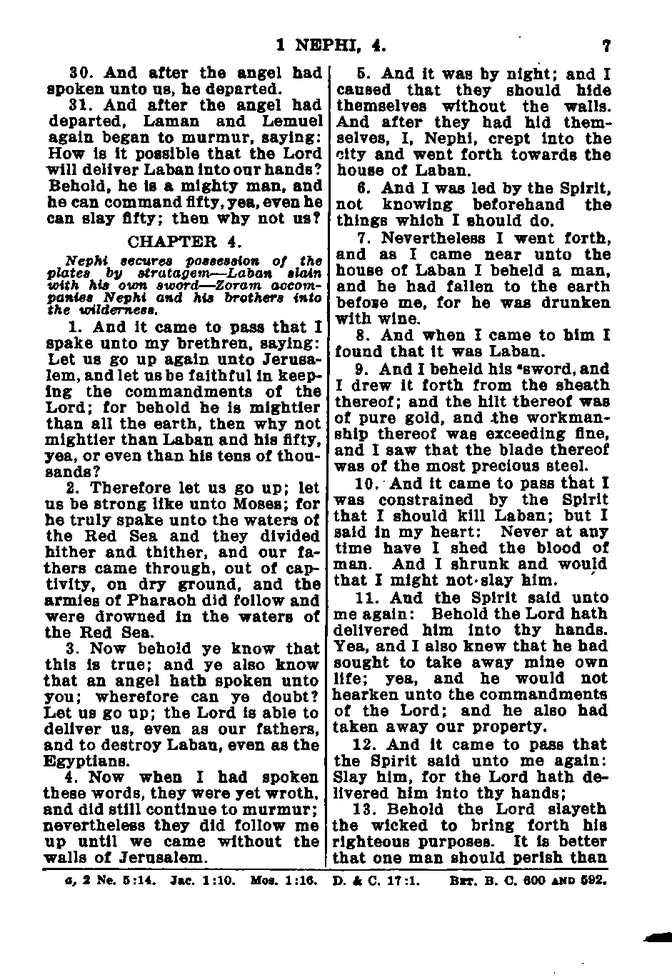 1 NEPHI, 4.
7
30. And after the angel had
spoken unto us, he departed.
31. And after the angel had
departed, Laman and Lemuel
again began to murmur, saying:
How is it possible that the Lord
will deliver Laban into our hands?
Behold, he is a mighty man, and
he can command fifty, yea, even he
can slay fifty; then why not us?
CHAPTER 4.
Nephi secures possession of the
plates by stratagem—Laban slain
with his own sword—Zoram accom-
panies Nephi and his brothers into
the wilderness.
1. And it came to pass that I
spake unto my brethren, saying:
Let us go up again unto Jerusa-
lem, and let us be faithful in keep-
ing the commandments of the
Lord; for behold he is mightier
than all the earth, then why not
mightier than Laban and his fifty,
yea, or even than his tens of thou-
sands?
2. Therefore let us go up; let
us be strong like unto Moses; for
he truly spake unto the waters of
the Red Sea and they divided
hither and thither, and our fa-
thers came through, out of cap-
tivity, on dry ground, and the
armies of Pharaoh did follow and
were drowned in the waters of
the Red Sea.
3. Now behold ye know that
this is true; and ye also know
that an angel hath spoken unto
you; wherefore can ye doubt?
Let us go up; the Lord is able to
deliver us, even as our fathers,
and to destroy Laban, even as the
Egyptians.
4. Now when I had spoken
these words, they were yet wroth,
and did still continue to murmur;
nevertheless they did follow me
up until we came without the
walls of Jerusalem.
5. And it was by night; and I
caused that they should hide
themselves without the walls.
And after they had hid them-
selves, I, Nephi, crept into the
city and went forth towards the
house of Laban.
6. And I was led by the Spirit,
not knowing beforehand the
things which I should do.
7. Nevertheless I went forth,
and as I came near unto the
house of Laban I beheld a man,
and he had fallen to the earth
before me, for he was drunken
with wine.
8. And when I came to him I
found that it was Laban.
9. And I beheld his ᵃsword, and
I drew it forth from the sheath
thereof; and the hilt thereof was
of pure gold, and the workman-
ship thereof was exceeding fine,
and I saw that the blade thereof
was of the most precious steel.
10. And it came to pass that I
was constrained by the Spirit
that I should kill Laban; but I
said in my heart: Never at any
time have I shed the blood of
man. And I shrunk and would
that I might not slay him.
11. And the Spirit said unto
me again: Behold the Lord hath
delivered him into thy hands.
Yea, and I also knew that he had
sought to take away mine own
life; yea, and he would not
hearken unto the commandments
of the Lord; and he also had
taken away our property.
12. And it came to pass that
the Spirit said unto me again:
Slay him, for the Lord hath de-
livered him into thy hands;
13. Behold the Lord slayeth
the wicked to bring forth his
righteous purposes. It is better
that one man should perish than
a, 2 Ne. 5:14. Jac. 1:10. Mos. 1:16. D. & C. 17:1. BET. B. C. 600 AND 592.